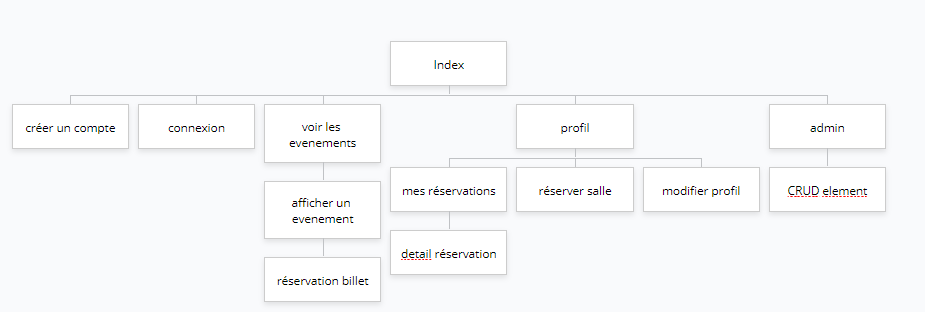 Index
créer un compte
connexion
voir les
evenements
profil
admin
afficher un
evenement
mes réservations
réserver salle
modifier profil
CRUD element
réservation billet
detail réservation